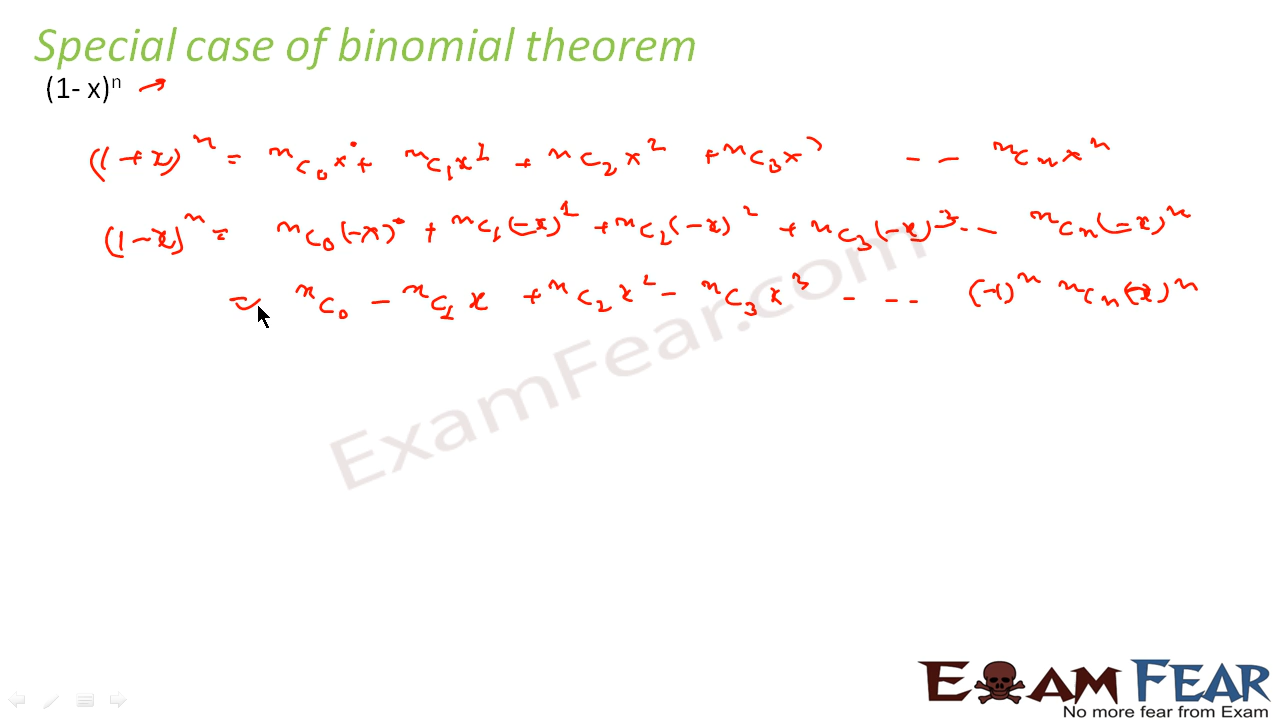 Special case of binomial theorem
(1- x)ⁿ →
(1+x)ⁿ = ⁿC₀x⁰ + ⁿC₁x¹ + ⁿC₂x² + ⁿC₃x³ -- ⁿCₙxⁿ
(1-x)ⁿ = ⁿC₀(-x)⁰ + ⁿC₁(-x)¹ + ⁿC₂(-x)² + ⁿC₃(-x)³ -- ⁿCₙ(-x)ⁿ
= ⁿC₀ - ⁿC₁x + ⁿC₂x² - ⁿC₃x³ - -- (-1)ⁿ ⁿCₙ(-x)ⁿ
ExamFear.com
EXAM FEAR
No more fear from Exam